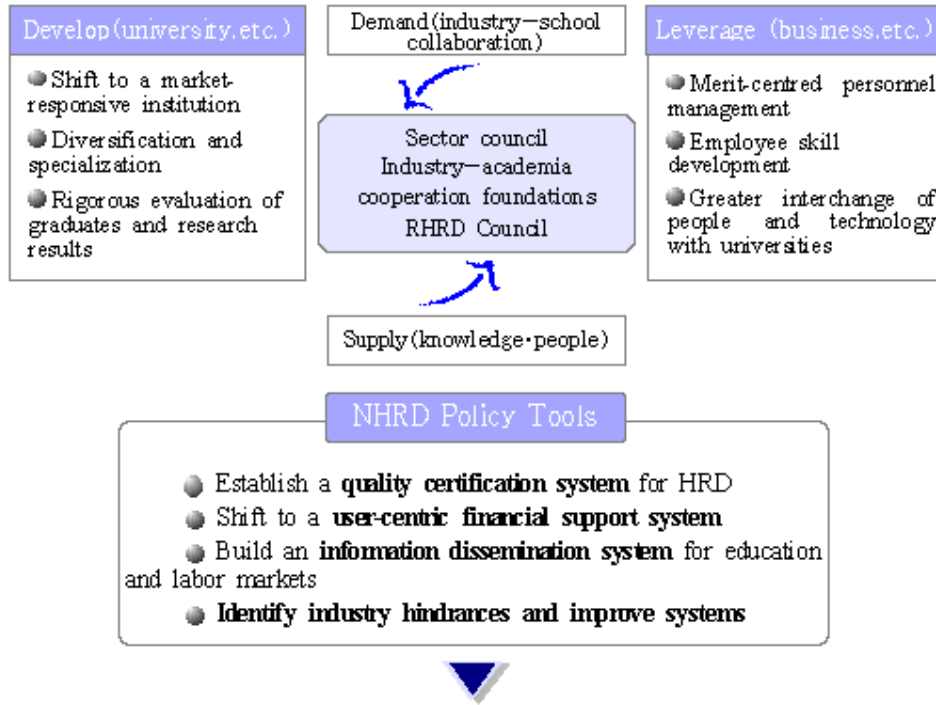 Develop(university.etc.)
Shift to a market-
responsive institution
Diversification and
specialization
Rigorous evaluation of
graduates and research
results
Demand(industry—school
collaboration)
Sector council
Industry—academia
cooperation foundations
RHRD Council
Supply(knowledge·people)
Leverage (business.etc.)
Merit-centred personnel
management
Employee skill
development
Greater interchange of
people and technology
with universities
NHRD Policy Tools
Establish a quality certification system for HRD
Shift to a user-centric financial support system
Build an information dissemination system for education
and labor markets
Identify industry hindrances and improve systems